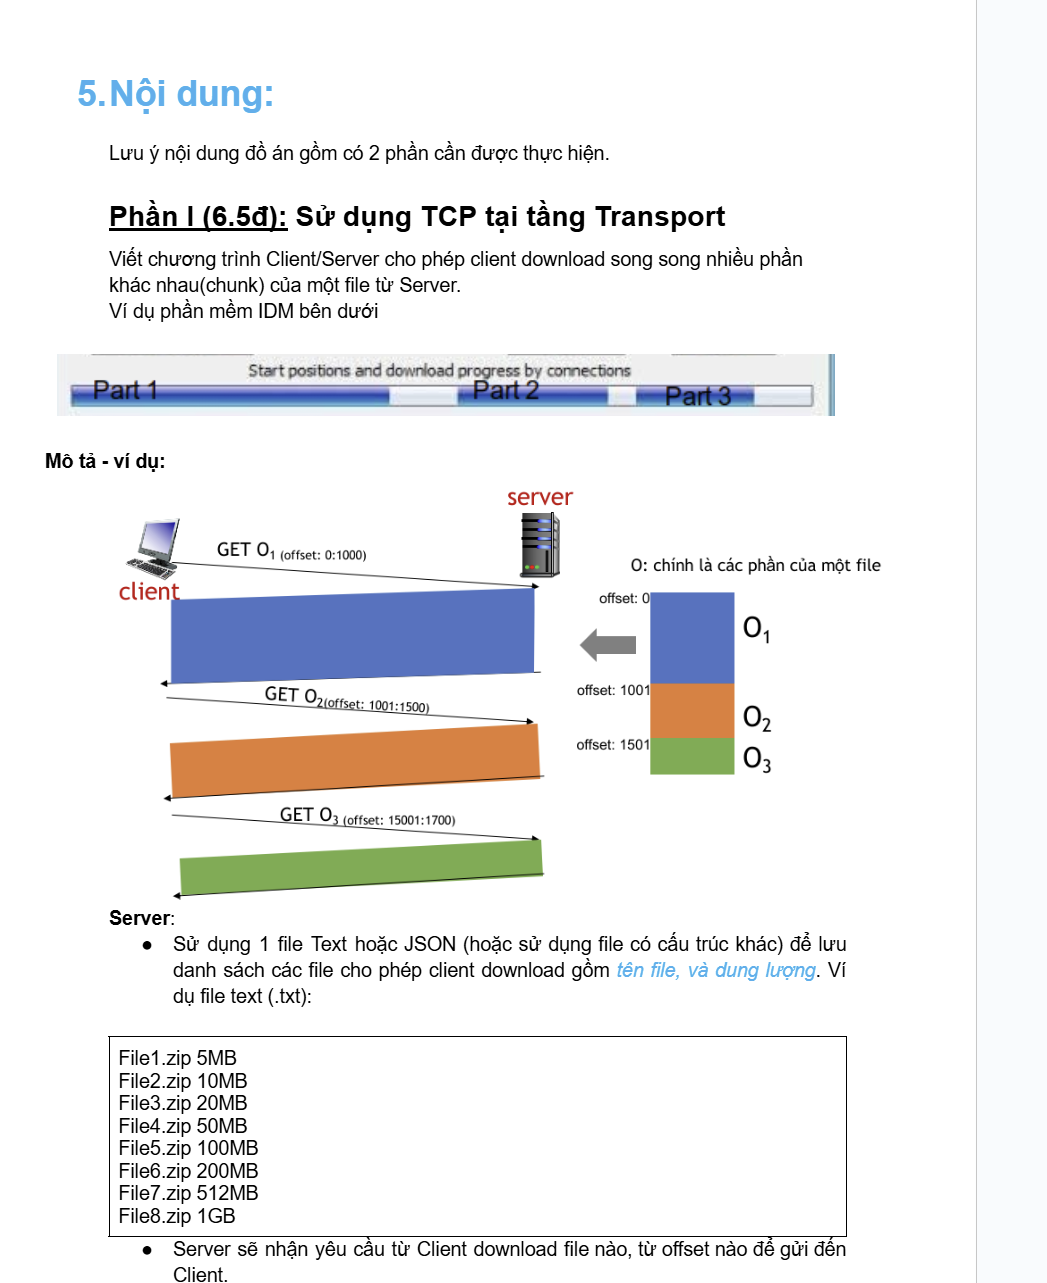 5.Nội dung:
Lưu ý nội dung đồ án gồm có 2 phần cần được thực hiện.
Phần I (6.5đ): Sử dụng TCP tại tầng Transport
Viết chương trình Client/Server cho phép client download song song nhiều phần
khác nhau(chunk) của một file từ Server.
Ví dụ phần mềm IDM bên dưới
Start positions and download progress by connections
Part 1 Part 2 Part 3
Mô tả - ví dụ:
server
GET O1 (offset: 0:1000)
client
O: chính là các phần của một file
offset: 0
O1
offset: 1001
GET O2(offset: 1001:1500)
O2
offset: 1501
O3
GET O3 (offset: 15001:1700)
Server:
● Sử dụng 1 file Text hoặc JSON (hoặc sử dụng file có cấu trúc khác) để lưu
danh sách các file cho phép client download gồm tên file, và dung lượng. Ví
dụ file text (.txt):
File1.zip 5MB
File2.zip 10MB
File3.zip 20MB
File4.zip 50MB
File5.zip 100MB
File6.zip 200MB
File7.zip 512MB
File8.zip 1GB
● Server sẽ nhận yêu cầu từ Client download file nào, từ offset nào để gửi đến
Client.